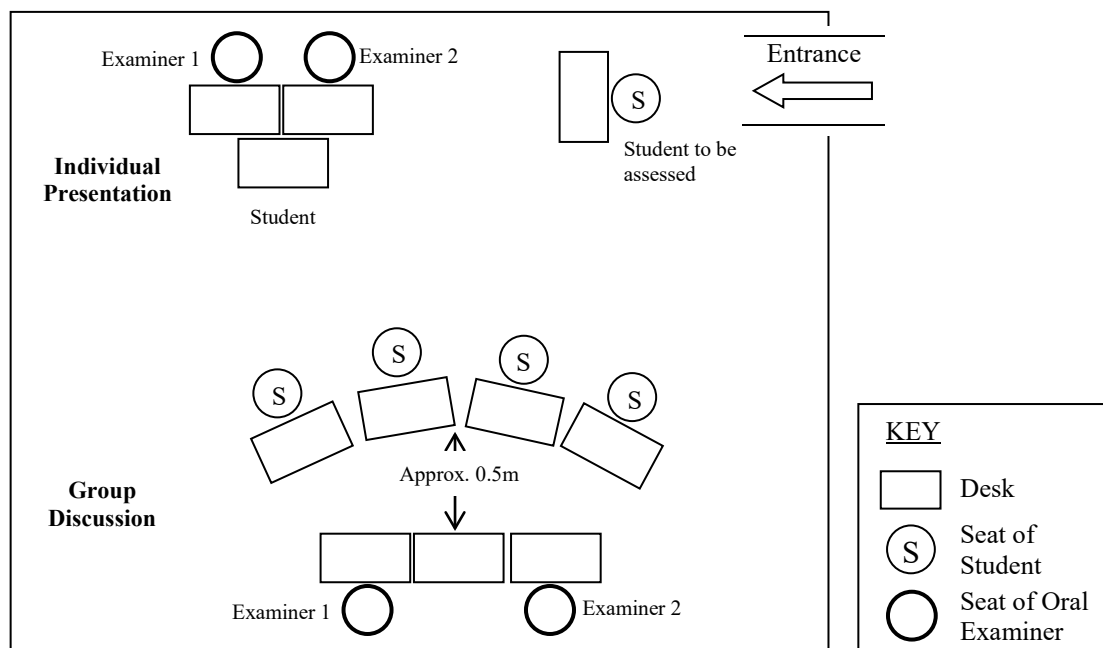 Examiner 1
Examiner 2
Entrance
S
Student to be
assessed
Individual
Presentation
Student
S
S
S
S
Approx. 0.5m
Group
Discussion
Examiner 1
Examiner 2
KEY
Desk
S
Seat of
Student
Seat of Oral
Examiner